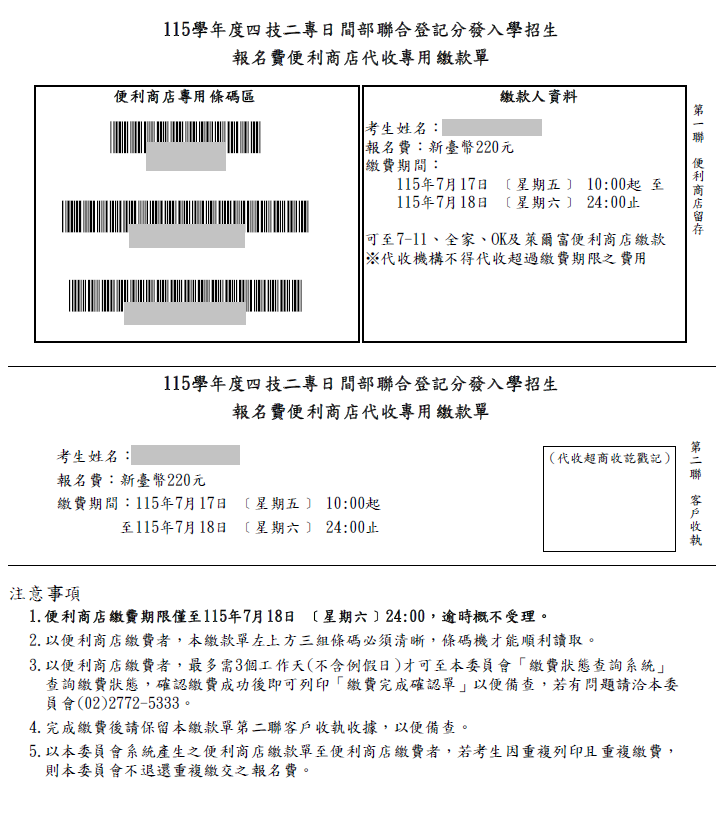 115學年度四技二專日間部聯合登記分發入學招生
報名費便利商店代收專用繳款單
便利商店專用條碼區
繳款人資料
考生姓名：
報名費：新臺幣220元
繳費期間：
115年7月17日 〔星期五〕 10:00起 至
115年7月18日 〔星期六〕 24:00止
可至7-11、全家、OK及萊爾富便利商店繳款
※代收機構不得代收超過繳費期限之費用
第一聯 便利商店留存
115學年度四技二專日間部聯合登記分發入學招生
報名費便利商店代收專用繳款單
考生姓名：
報名費：新臺幣220元
繳費期間：115年7月17日 〔星期五〕 10:00起
至115年7月18日 〔星期六〕 24:00止
(代收超商收訖戳記)
第二聯 客戶收執
注意事項
1.便利商店繳費期限僅至115年7月18日 〔星期六〕24:00，逾時概不受理。
2.以便利商店繳費者，本繳款單左上方三組條碼必須清晰，條碼機才能順利讀取。
3.以便利商店繳費者，最多需3個工作天(不含例假日)才可至本委員會「繳費狀態查詢系統」
查詢繳費狀態，確認繳費成功後即可列印「繳費完成確認單」以便備查，若有問題請洽本委
員會(02)2772-5333。
4.完成繳費後請保留本繳款單第二聯客戶收執收據，以便備查。
5.以本委員會系統產生之便利商店繳款單至便利商店繳費者，若考生因重複列印且重複繳費，
則本委員會不退還重複繳交之報名費。